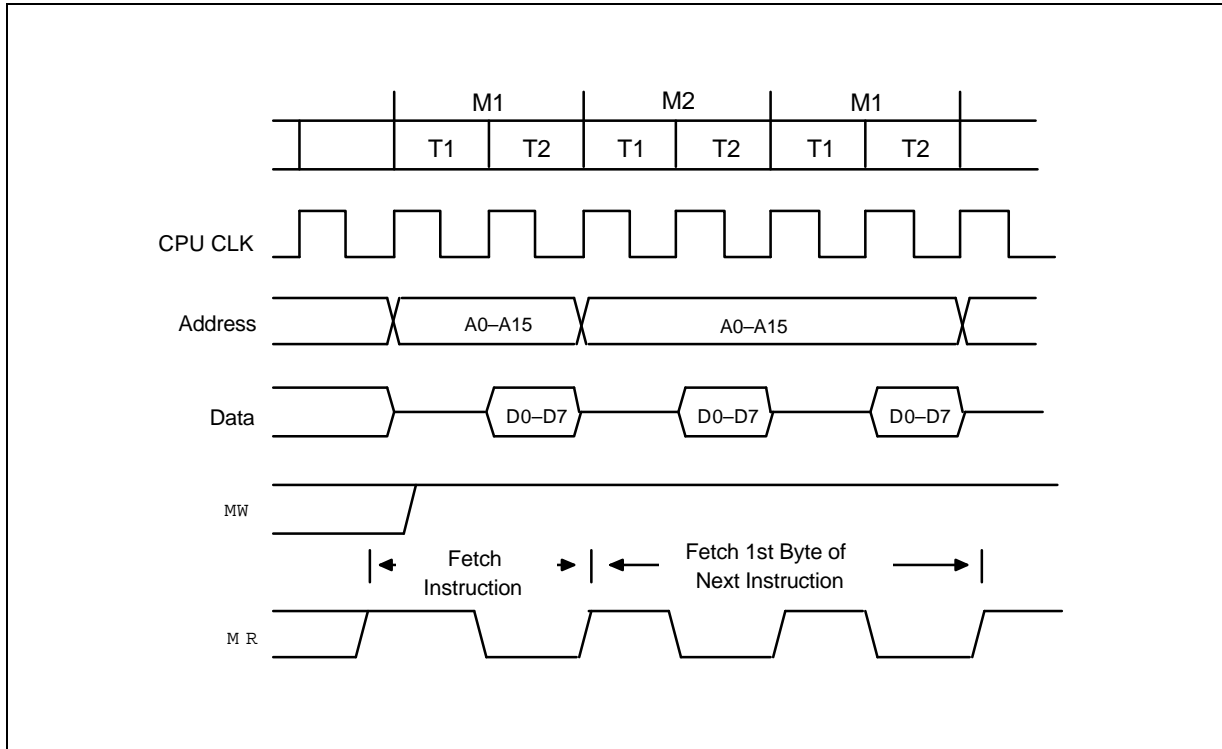 M1 M2 M1
T1 T2 T1 T2 T1 T2
CPU CLK
Address A0–A15 A0–A15
Data D0–D7 D0–D7 D0–D7
MW
Fetch
Instruction
Fetch 1st Byte of
Next Instruction
M R